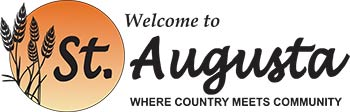 Welcome to
St. Augusta
WHERE COUNTRY MEETS COMMUNITY